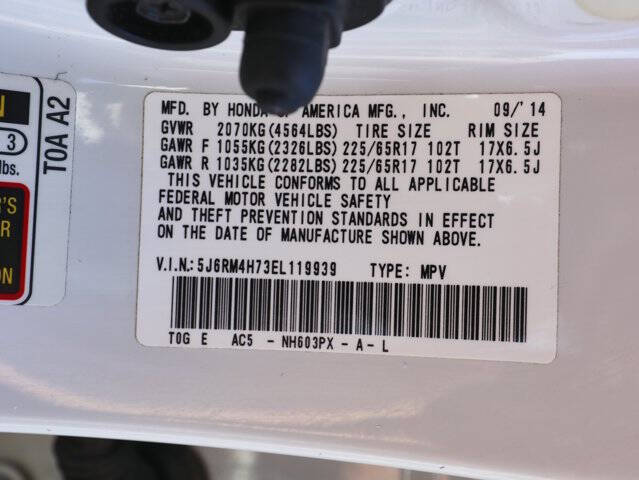 MFD. BY HONDA OF AMERICA MFG., INC. 09/'14
GVWR 2070KG(4564LBS) TIRE SIZE RIM SIZE
GAWR F 1055KG(2326LBS) 225/65R17 102T 17X6.5J
GAWR R 1035KG(2282LBS) 225/65R17 102T 17X6.5J
THIS VEHICLE CONFORMS TO ALL APPLICABLE
FEDERAL MOTOR VEHICLE SAFETY
AND THEFT PREVENTION STANDARDS IN EFFECT
ON THE DATE OF MANUFACTURE SHOWN ABOVE.
V.I.N.:5J6RM4H73EL119939 TYPE: MPV
T0G E AC5 - NH603PX - A - L
T0A A2
3
lbs.